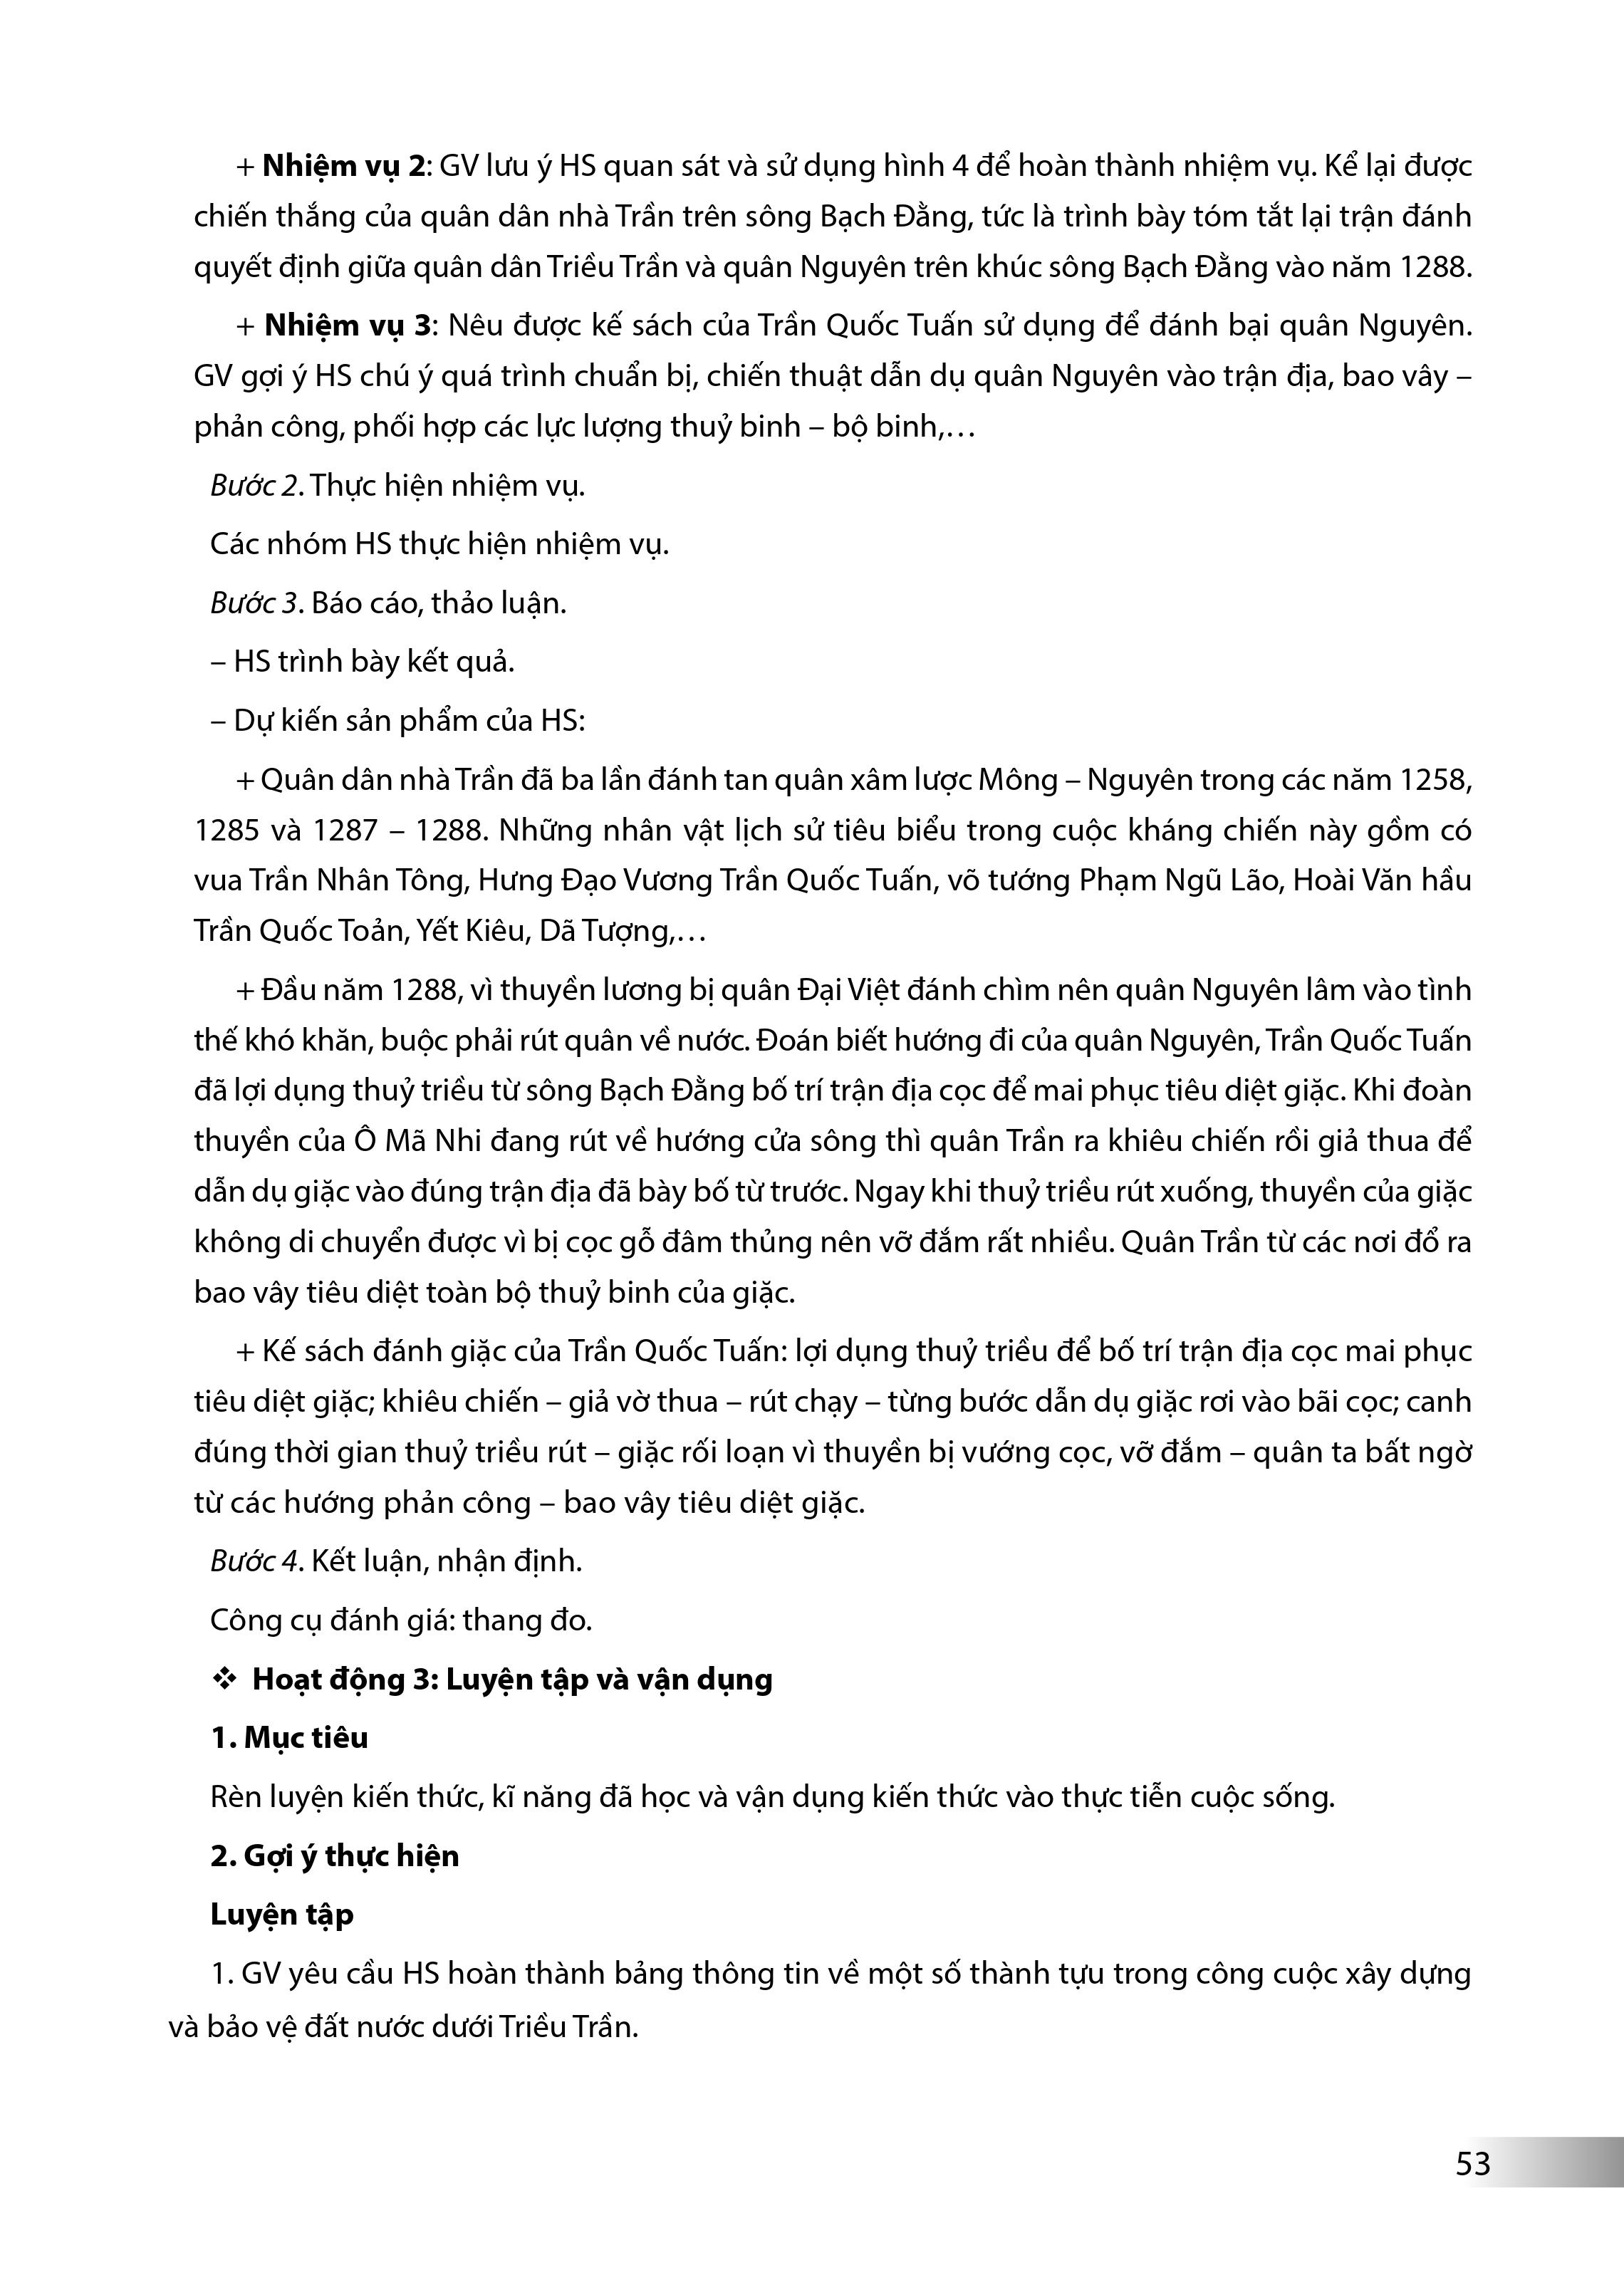 + Nhiệm vụ 2: GV lưu ý HS quan sát và sử dụng hình 4 để hoàn thành nhiệm vụ. Kể lại được
chiến thắng của quân dân nhà Trần trên sông Bạch Đằng, tức là trình bày tóm tắt lại trận đánh
quyết định giữa quân dân Triều Trần và quân Nguyên trên khúc sông Bạch Đằng vào năm 1288.
+ Nhiệm vụ 3: Nêu được kế sách của Trần Quốc Tuấn sử dụng để đánh bại quân Nguyên.
GV gợi ý HS chú ý quá trình chuẩn bị, chiến thuật dẫn dụ quân Nguyên vào trận địa, bao vây –
phản công, phối hợp các lực lượng thuỷ binh – bộ binh,…
Bước 2. Thực hiện nhiệm vụ.
Các nhóm HS thực hiện nhiệm vụ.
Bước 3. Báo cáo, thảo luận.
– HS trình bày kết quả.
– Dự kiến sản phẩm của HS:
+ Quân dân nhà Trần đã ba lần đánh tan quân xâm lược Mông – Nguyên trong các năm 1258,
1285 và 1287 – 1288. Những nhân vật lịch sử tiêu biểu trong cuộc kháng chiến này gồm có
vua Trần Nhân Tông, Hưng Đạo Vương Trần Quốc Tuấn, võ tướng Phạm Ngũ Lão, Hoài Văn hầu
Trần Quốc Toản, Yết Kiêu, Dã Tượng,…
+ Đầu năm 1288, vì thuyền lương bị quân Đại Việt đánh chìm nên quân Nguyên lâm vào tình
thế khó khăn, buộc phải rút quân về nước. Đoán biết hướng đi của quân Nguyên, Trần Quốc Tuấn
đã lợi dụng thuỷ triều từ sông Bạch Đằng bố trí trận địa cọc để mai phục tiêu diệt giặc. Khi đoàn
thuyền của Ô Mã Nhi đang rút về hướng cửa sông thì quân Trần ra khiêu chiến rồi giả thua để
dẫn dụ giặc vào đúng trận địa đã bày bố từ trước. Ngay khi thuỷ triều rút xuống, thuyền của giặc
không di chuyển được vì bị cọc gỗ đâm thủng nên vỡ đắm rất nhiều. Quân Trần từ các nơi đổ ra
bao vây tiêu diệt toàn bộ thuỷ binh của giặc.
+ Kế sách đánh giặc của Trần Quốc Tuấn: lợi dụng thuỷ triều để bố trí trận địa cọc mai phục
tiêu diệt giặc; khiêu chiến – giả vờ thua – rút chạy – từng bước dẫn dụ giặc rơi vào bãi cọc; canh
đúng thời gian thuỷ triều rút – giặc rối loạn vì thuyền bị vướng cọc, vỡ đắm – quân ta bất ngờ
từ các hướng phản công – bao vây tiêu diệt giặc.
Bước 4. Kết luận, nhận định.
Công cụ đánh giá: thang đo.
❖ Hoạt động 3: Luyện tập và vận dụng
1. Mục tiêu
Rèn luyện kiến thức, kĩ năng đã học và vận dụng kiến thức vào thực tiễn cuộc sống.
2. Gợi ý thực hiện
Luyện tập
1. GV yêu cầu HS hoàn thành bảng thông tin về một số thành tựu trong công cuộc xây dựng
và bảo vệ đất nước dưới Triều Trần.
53